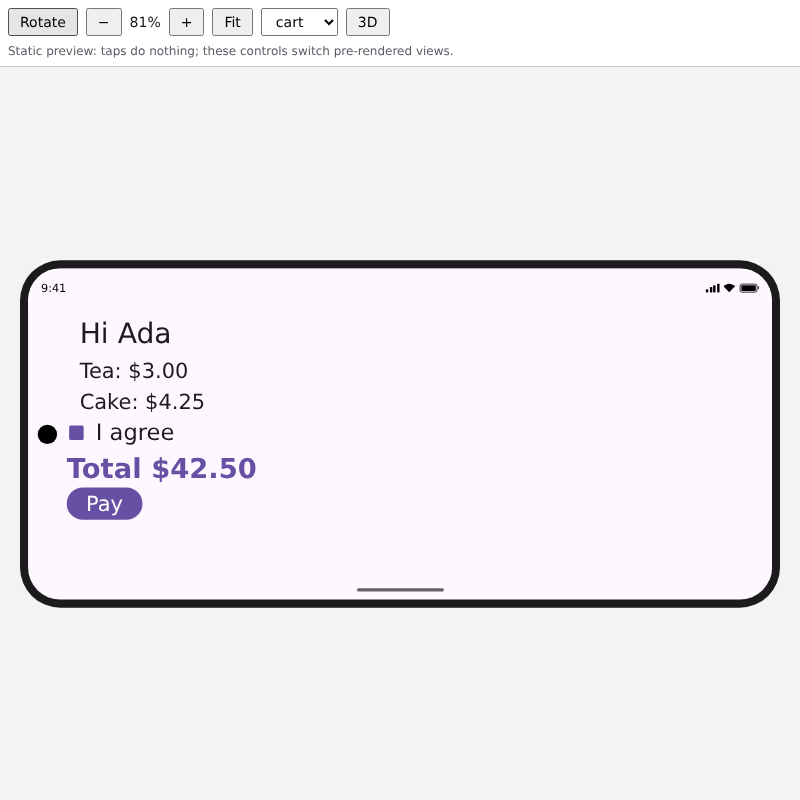 Rotate − 81% + Fit cart 3D
Static preview: taps do nothing; these controls switch pre-rendered views.
9:41
Hi Ada
Tea: $3.00
Cake: $4.25
I agree
Total $42.50
Pay